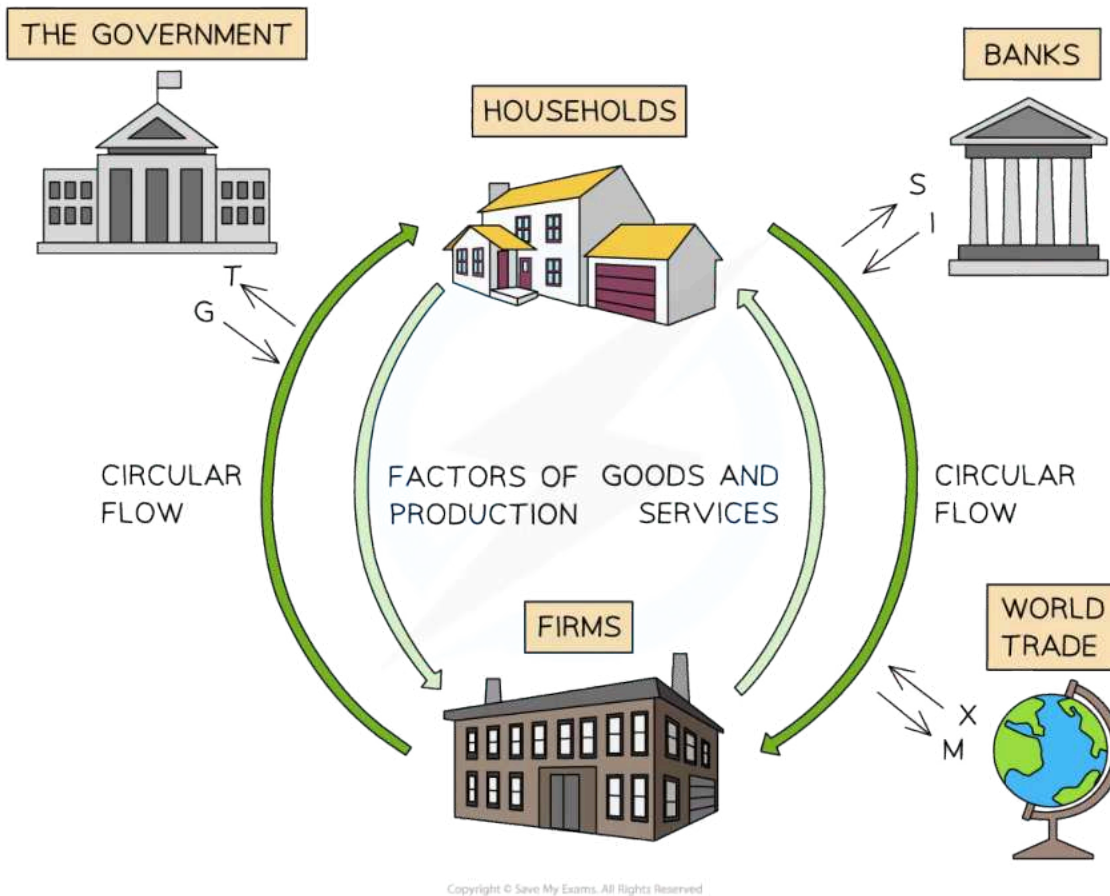 THE GOVERNMENT
BANKS
HOUSEHOLDS
S
I
T
G
CIRCULAR
FLOW
FACTORS OF
PRODUCTION
GOODS AND
SERVICES
CIRCULAR
FLOW
FIRMS
WORLD
TRADE
X
M
Copyright © Save My Exams. All Rights Reserved